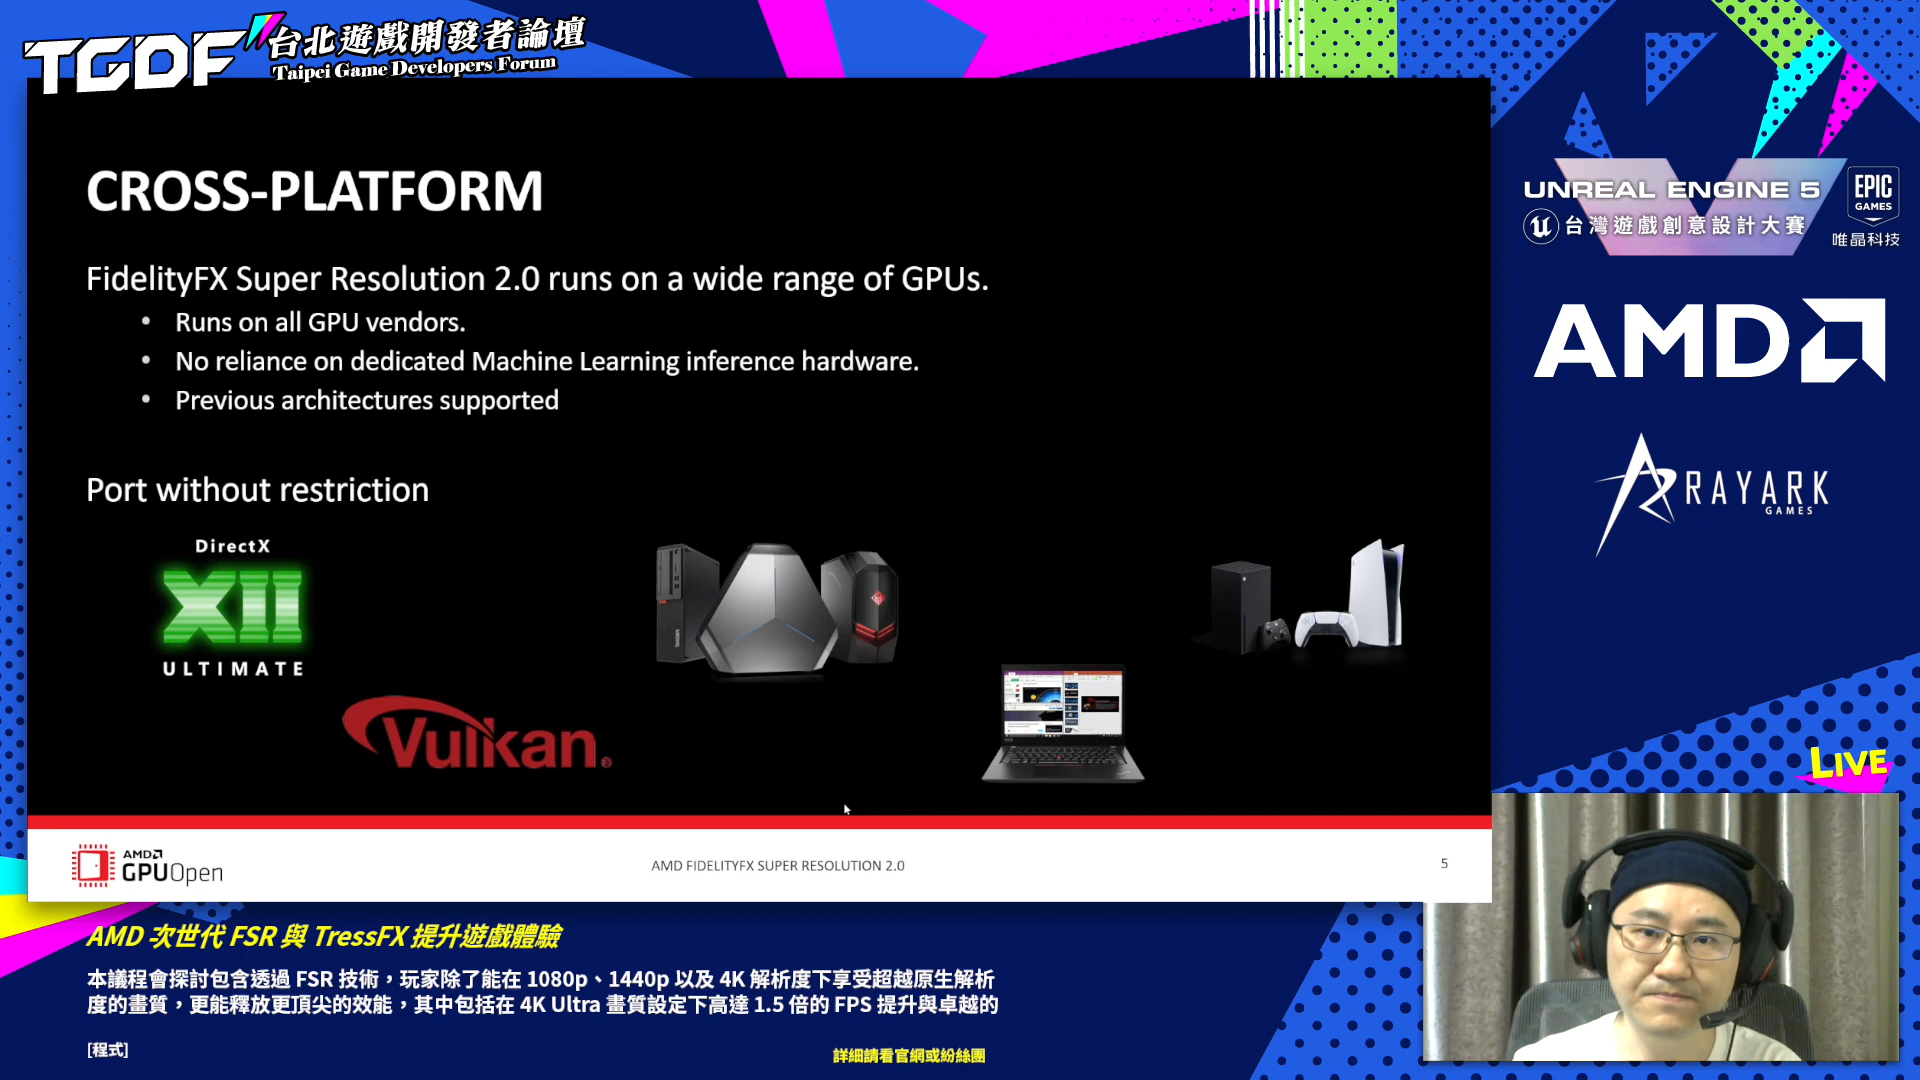 TGDF 台北遊戲開發者論壇
Taipei Game Developers Forum
CROSS-PLATFORM
FidelityFX Super Resolution 2.0 runs on a wide range of GPUs.
• Runs on all GPU vendors.
• No reliance on dedicated Machine Learning inference hardware.
• Previous architectures supported
Port without restriction
DirectX
XII
ULTIMATE
Vulkan®
AMD
GPUOpen
AMD FIDELITYFX SUPER RESOLUTION 2.0
5
UNREAL ENGINE 5
台灣遊戲創意設計大賽
EPIC
GAMES
唯晶科技
AMD
RAYARK
GAMES
LIVE
AMD 次世代 FSR 與 TressFX 提升遊戲體驗
本議程會探討包含透過 FSR 技術，玩家除了能在 1080p、1440p 以及 4K 解析度下享受超越原生解析
度的畫質，更能釋放更頂尖的效能，其中包括在 4K Ultra 畫質設定下高達 1.5 倍的 FPS 提升與卓越的
[程式]
詳細請看官網或紛絲團